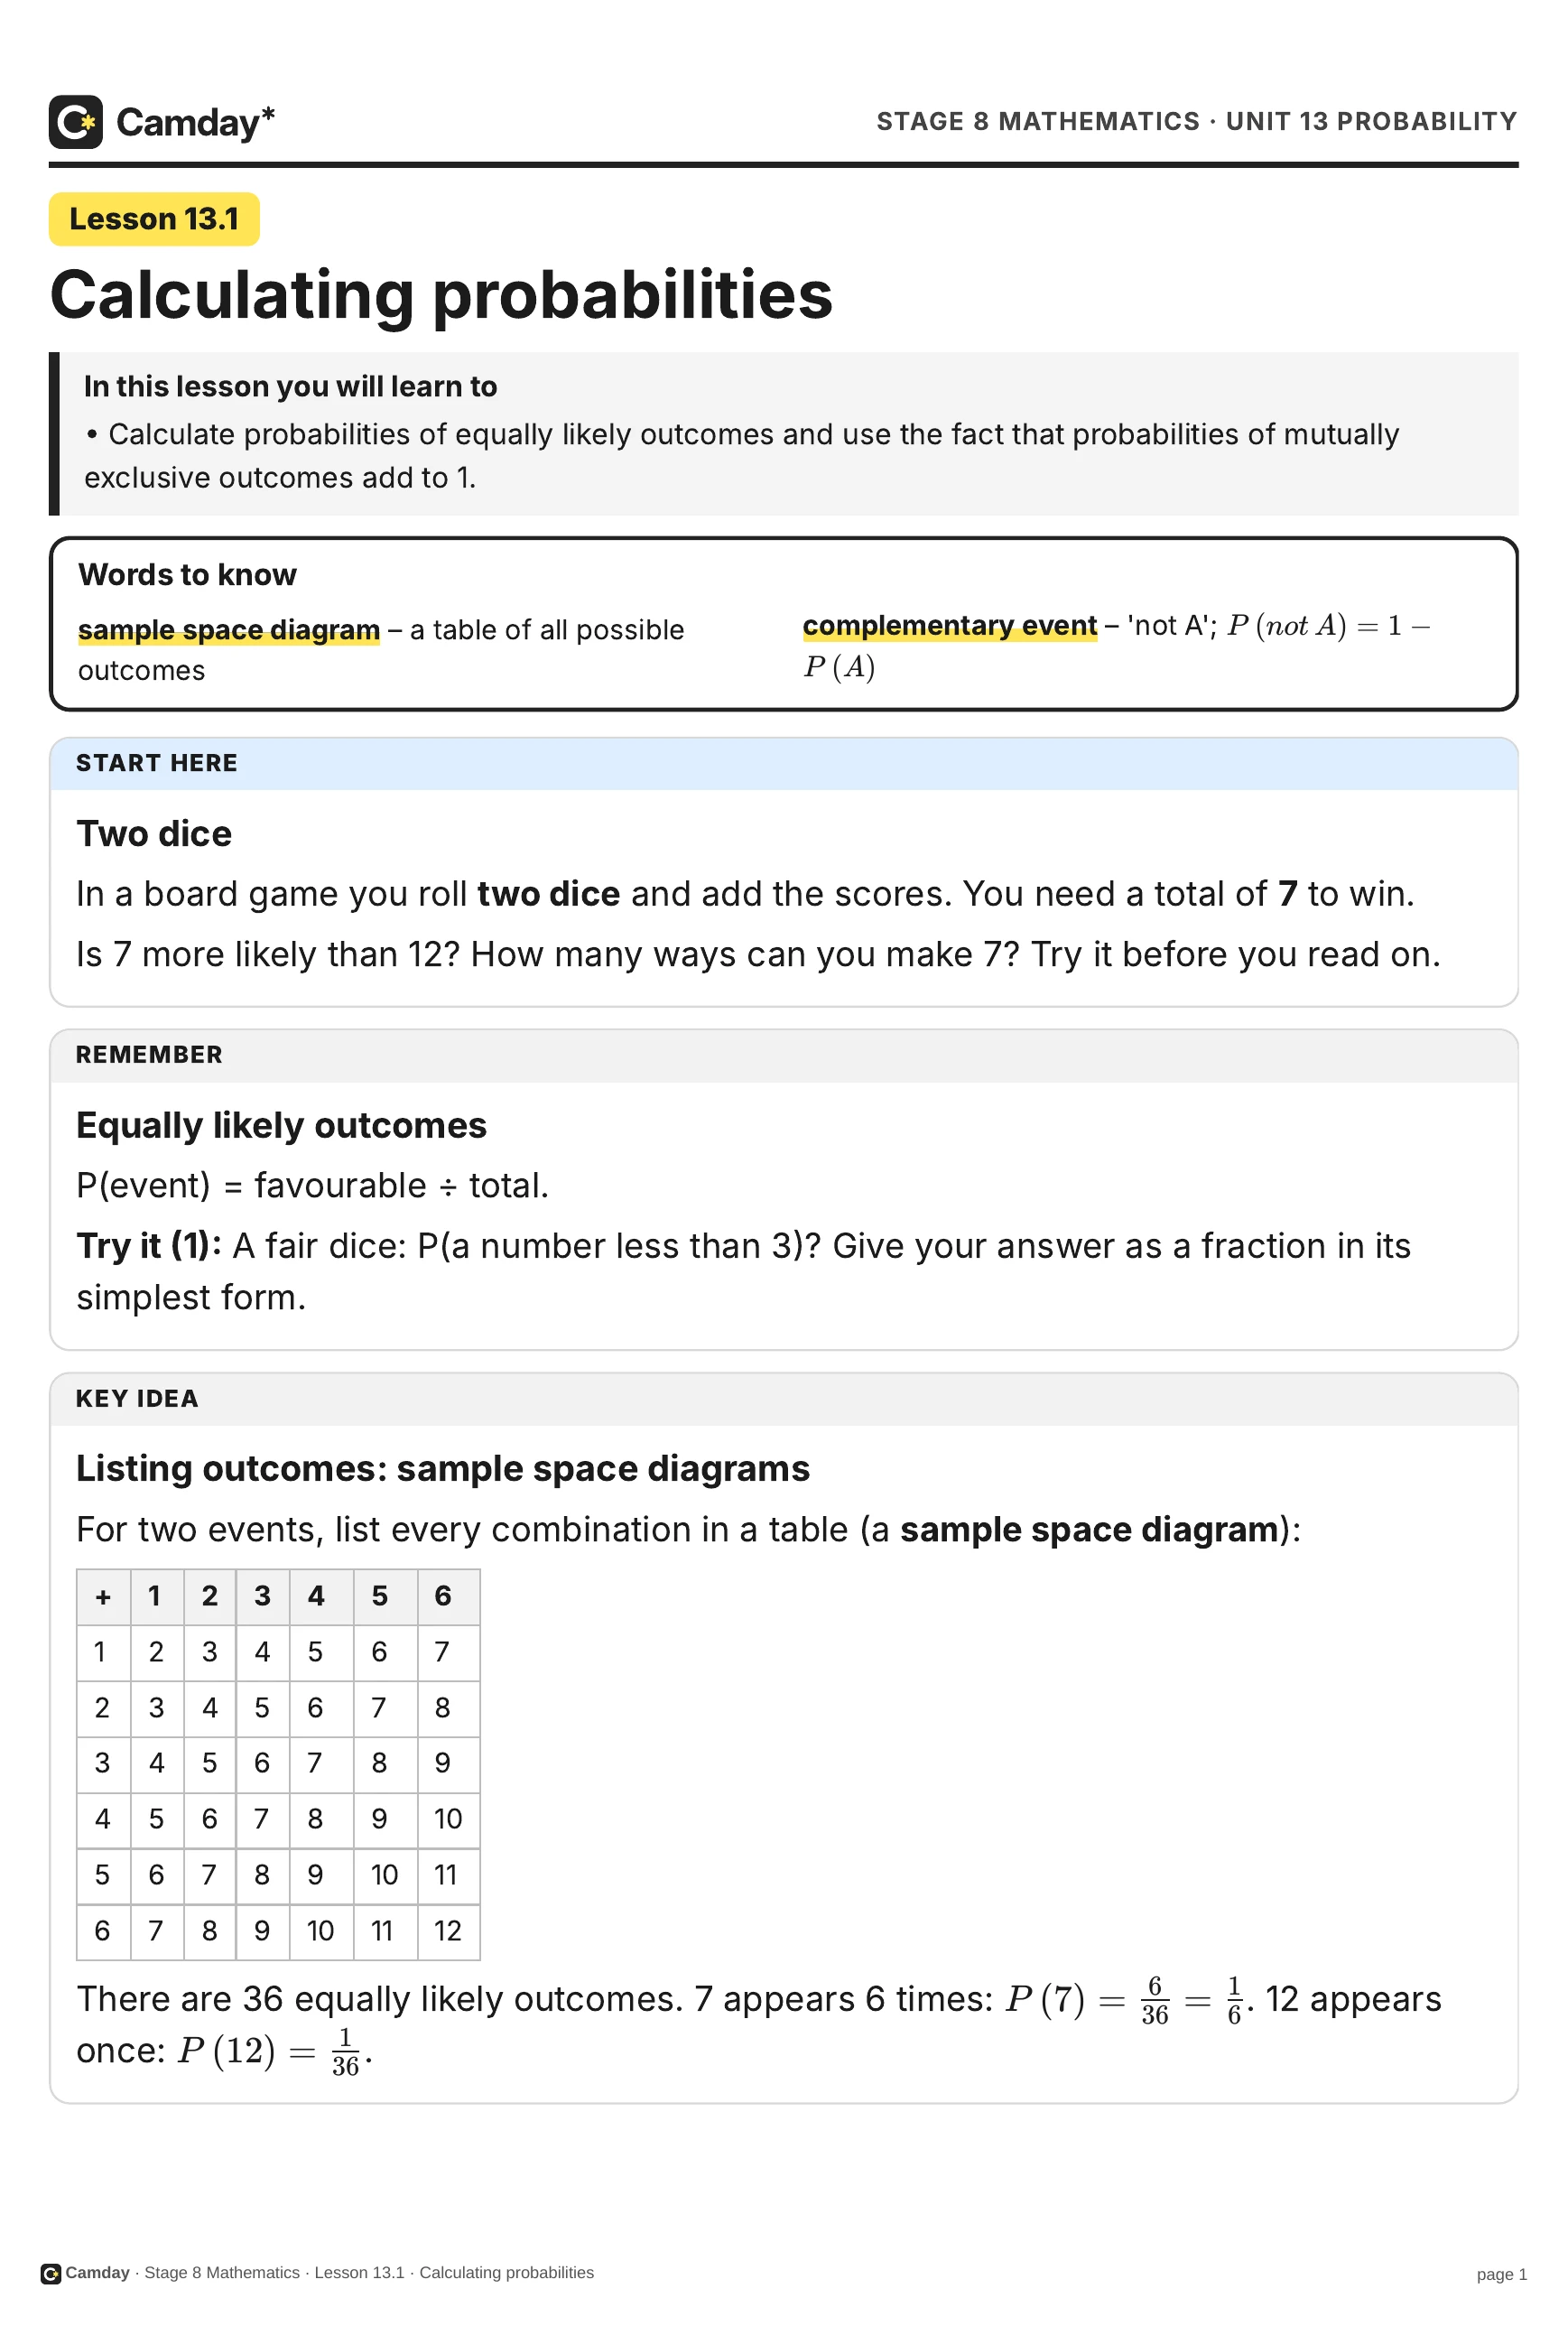 Camday*
STAGE 8 MATHEMATICS · UNIT 13 PROBABILITY
Lesson 13.1
Calculating probabilities
In this lesson you will learn to
• Calculate probabilities of equally likely outcomes and use the fact that probabilities of mutually
exclusive outcomes add to 1.
Words to know
sample space diagram – a table of all possible
outcomes
complementary event – 'not A'; P (not A) = 1 −
P (A)
START HERE
Two dice
In a board game you roll two dice and add the scores. You need a total of 7 to win.
Is 7 more likely than 12? How many ways can you make 7? Try it before you read on.
REMEMBER
Equally likely outcomes
P(event) = favourable ÷ total.
Try it (1): A fair dice: P(a number less than 3)? Give your answer as a fraction in its
simplest form.
KEY IDEA
Listing outcomes: sample space diagrams
For two events, list every combination in a table (a sample space diagram):
+ 1 2 3 4 5 6
1 2 3 4 5 6 7
2 3 4 5 6 7 8
3 4 5 6 7 8 9
4 5 6 7 8 9 10
5 6 7 8 9 10 11
6 7 8 9 10 11 12
There are 36 equally likely outcomes. 7 appears 6 times: P (7) = 6/36 = 1/6. 12 appears
once: P (12) = 1/36.
Camday · Stage 8 Mathematics · Lesson 13.1 · Calculating probabilities
page 1